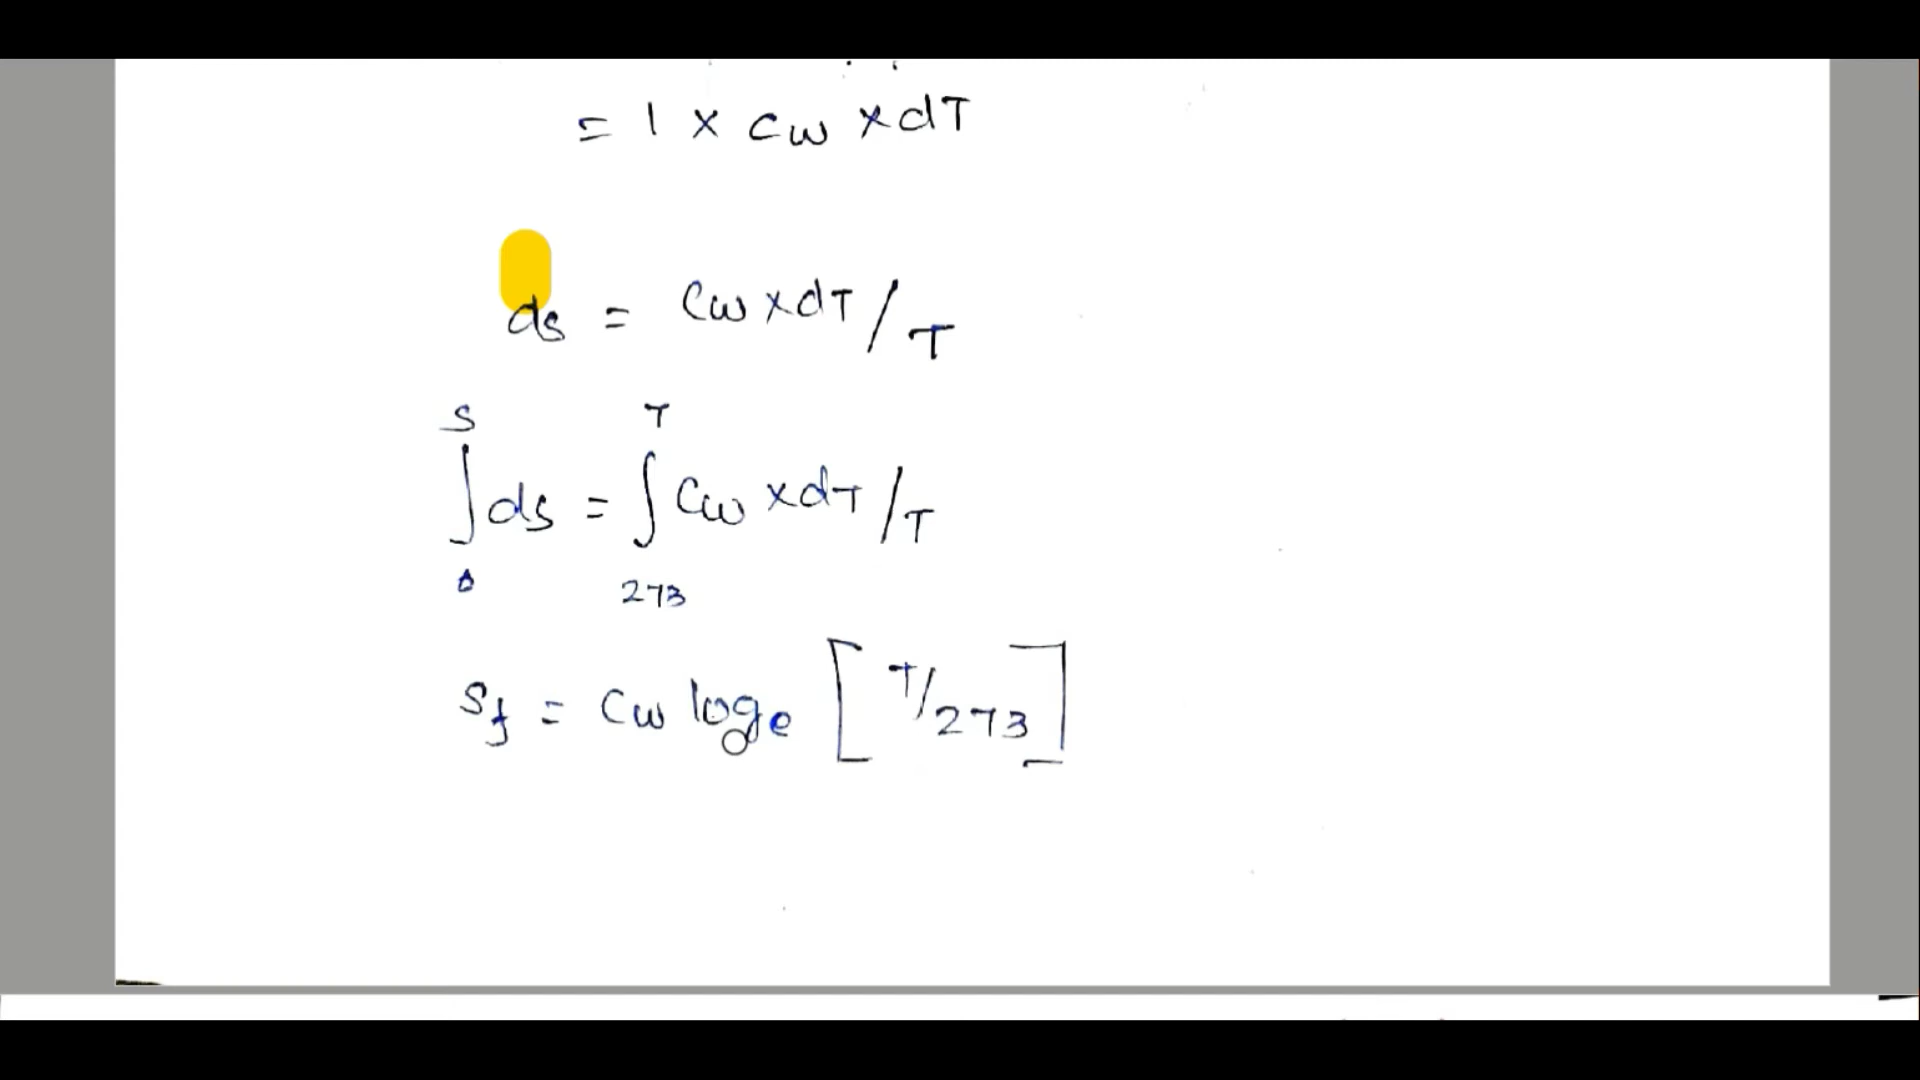 = 1 × Cw × dT
ds = Cw × dT / T
S T
∫ ds = ∫ Cw × dT / T
0 273
Sf = Cw loge [ T/273 ]